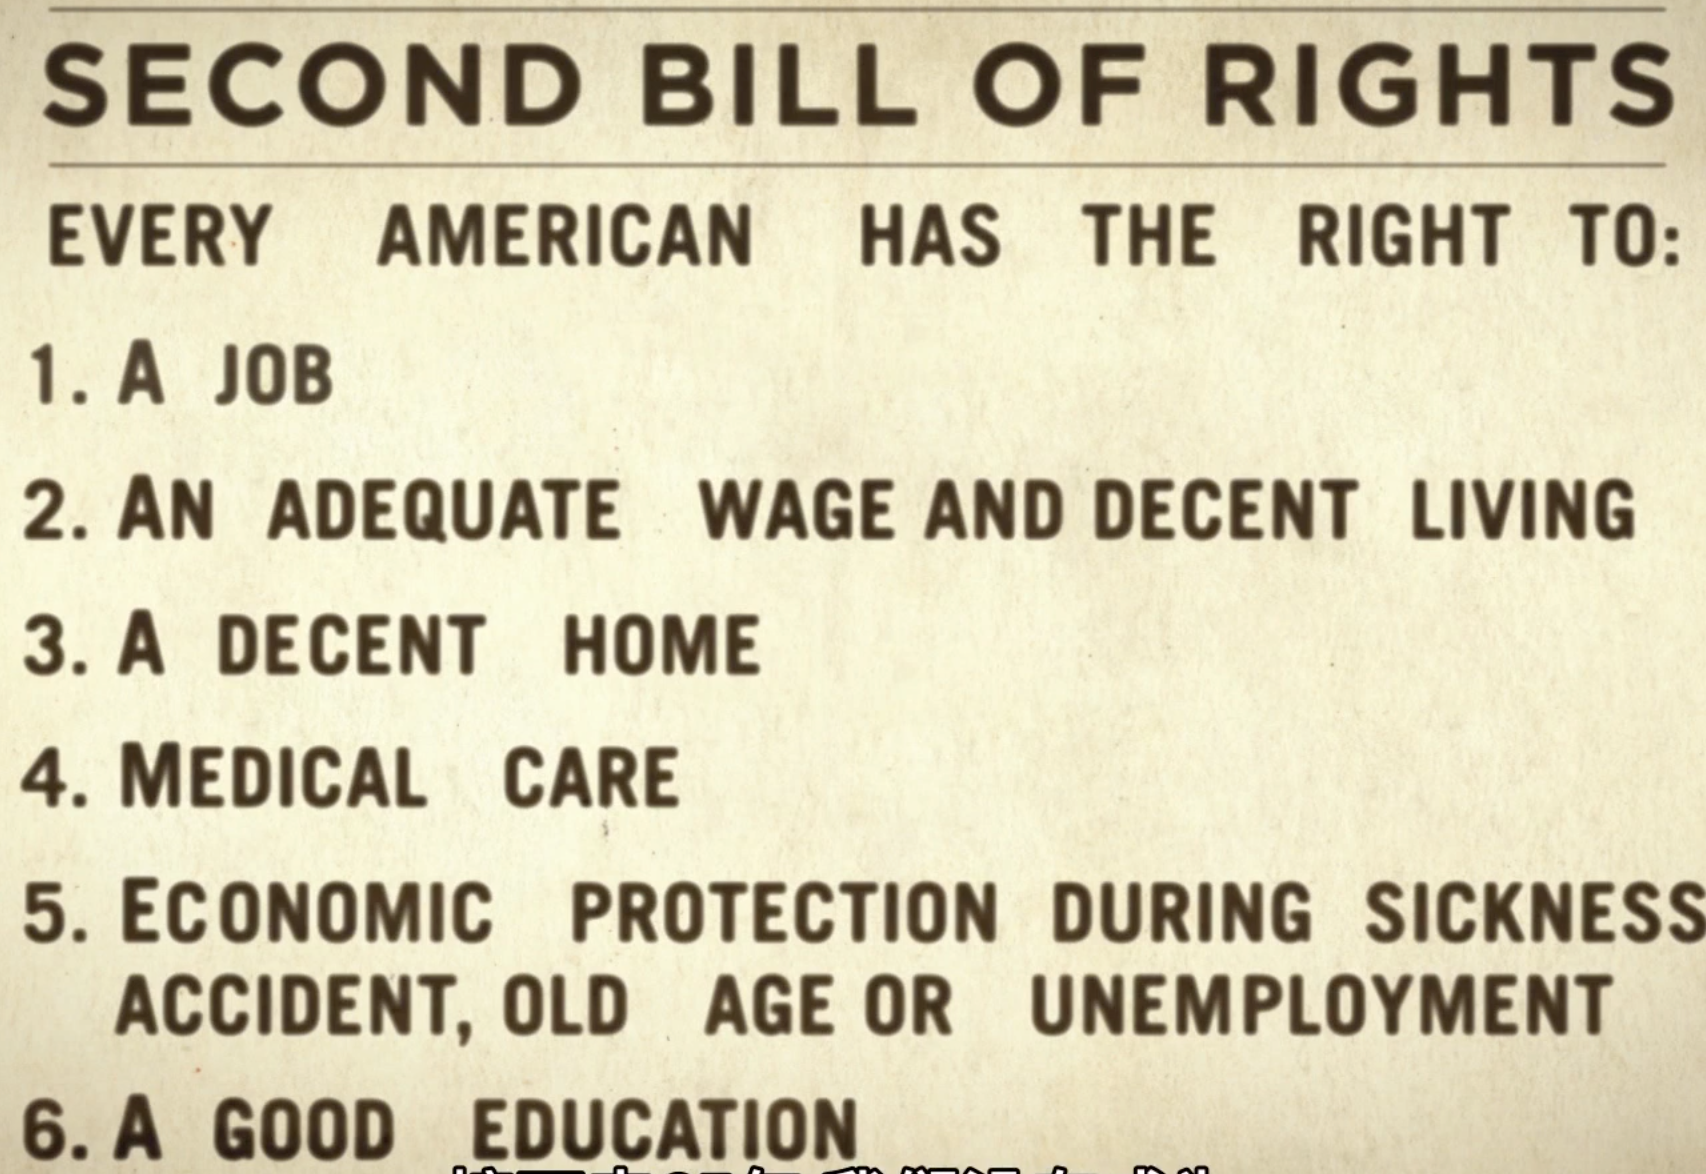 SECOND BILL OF RIGHTS
EVERY AMERICAN HAS THE RIGHT TO:
1. A JOB
2. AN ADEQUATE WAGE AND DECENT LIVING
3. A DECENT HOME
4. MEDICAL CARE
5. ECONOMIC PROTECTION DURING SICKNESS
ACCIDENT, OLD AGE OR UNEMPLOYMENT
6. A GOOD EDUCATION